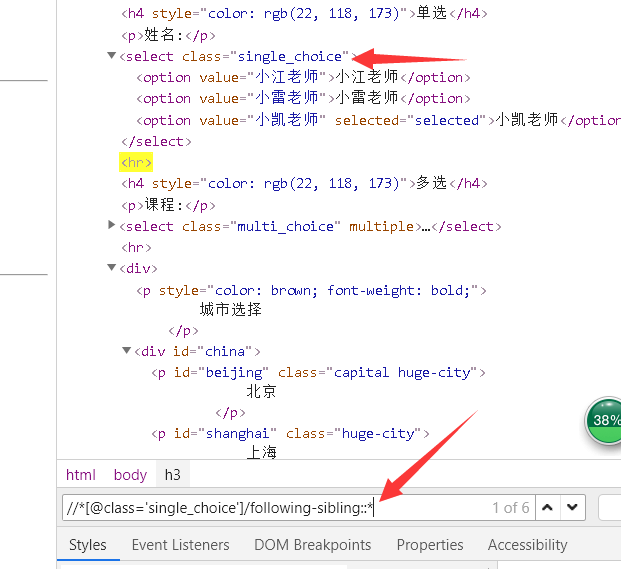 <h4 style="color: rgb(22, 118, 173)">单选</h4>
<p>姓名:</p>
<select class="single_choice">
<option value="小江老师">小江老师</option>
<option value="小雷老师">小雷老师</option>
<option value="小凯老师" selected="selected">小凯老师</option
</select>
<hr>
<h4 style="color: rgb(22, 118, 173)">多选</h4>
<p>课程:</p>
<select class="multi_choice" multiple>…</select>
<hr>
<div>
<p style="color: brown; font-weight: bold;">
城市选择
</p>
<div id="china">
<p id="beijing" class="capital huge-city">
北京
</p>
<p id="shanghai" class="huge-city">
上海
38%
html body h3
//*[@class='single_choice']/following-sibling::* 1 of 6
Styles Event Listeners DOM Breakpoints Properties Accessibility